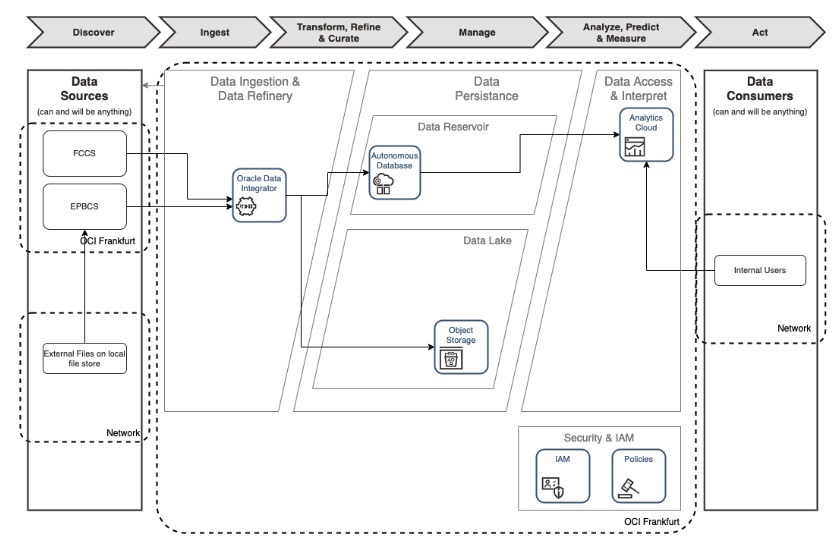 Discover
Ingest
Transform, Refine
& Curate
Manage
Analyze, Predict
& Measure
Act
Data
Sources
(can and will be anything)
FCCS
EPBCS
OCI Frankfurt
External Files on local
file store
Network
Data Ingestion &
Data Refinery
Oracle Data
Integrator
Data
Persistance
Data Reservoir
Autonomous
Database
Data Lake
Object
Storage
Data Access
& Interpret
Analytics
Cloud
Security & IAM
IAM
Policies
OCI Frankfurt
Data
Consumers
(can and will be anything)
Internal Users
Network